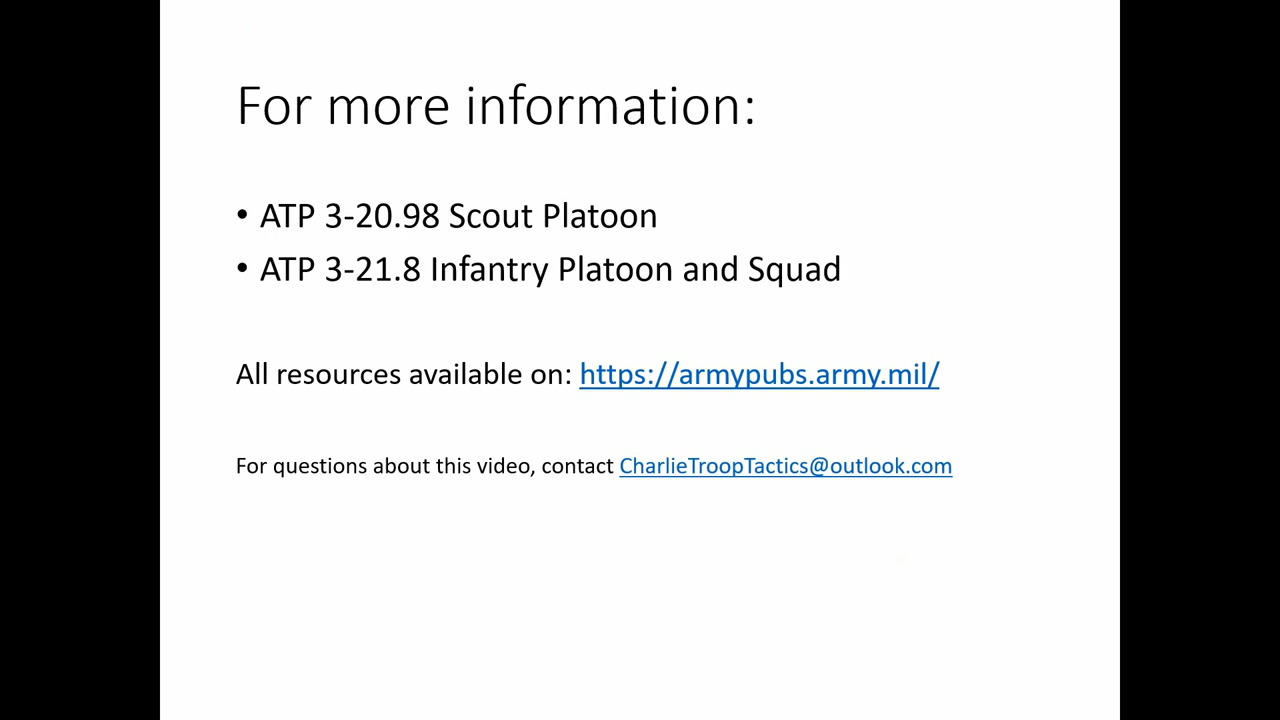 For more information:
• ATP 3-20.98 Scout Platoon
• ATP 3-21.8 Infantry Platoon and Squad
All resources available on: https://armypubs.army.mil/
For questions about this video, contact CharlieTroopTactics@outlook.com